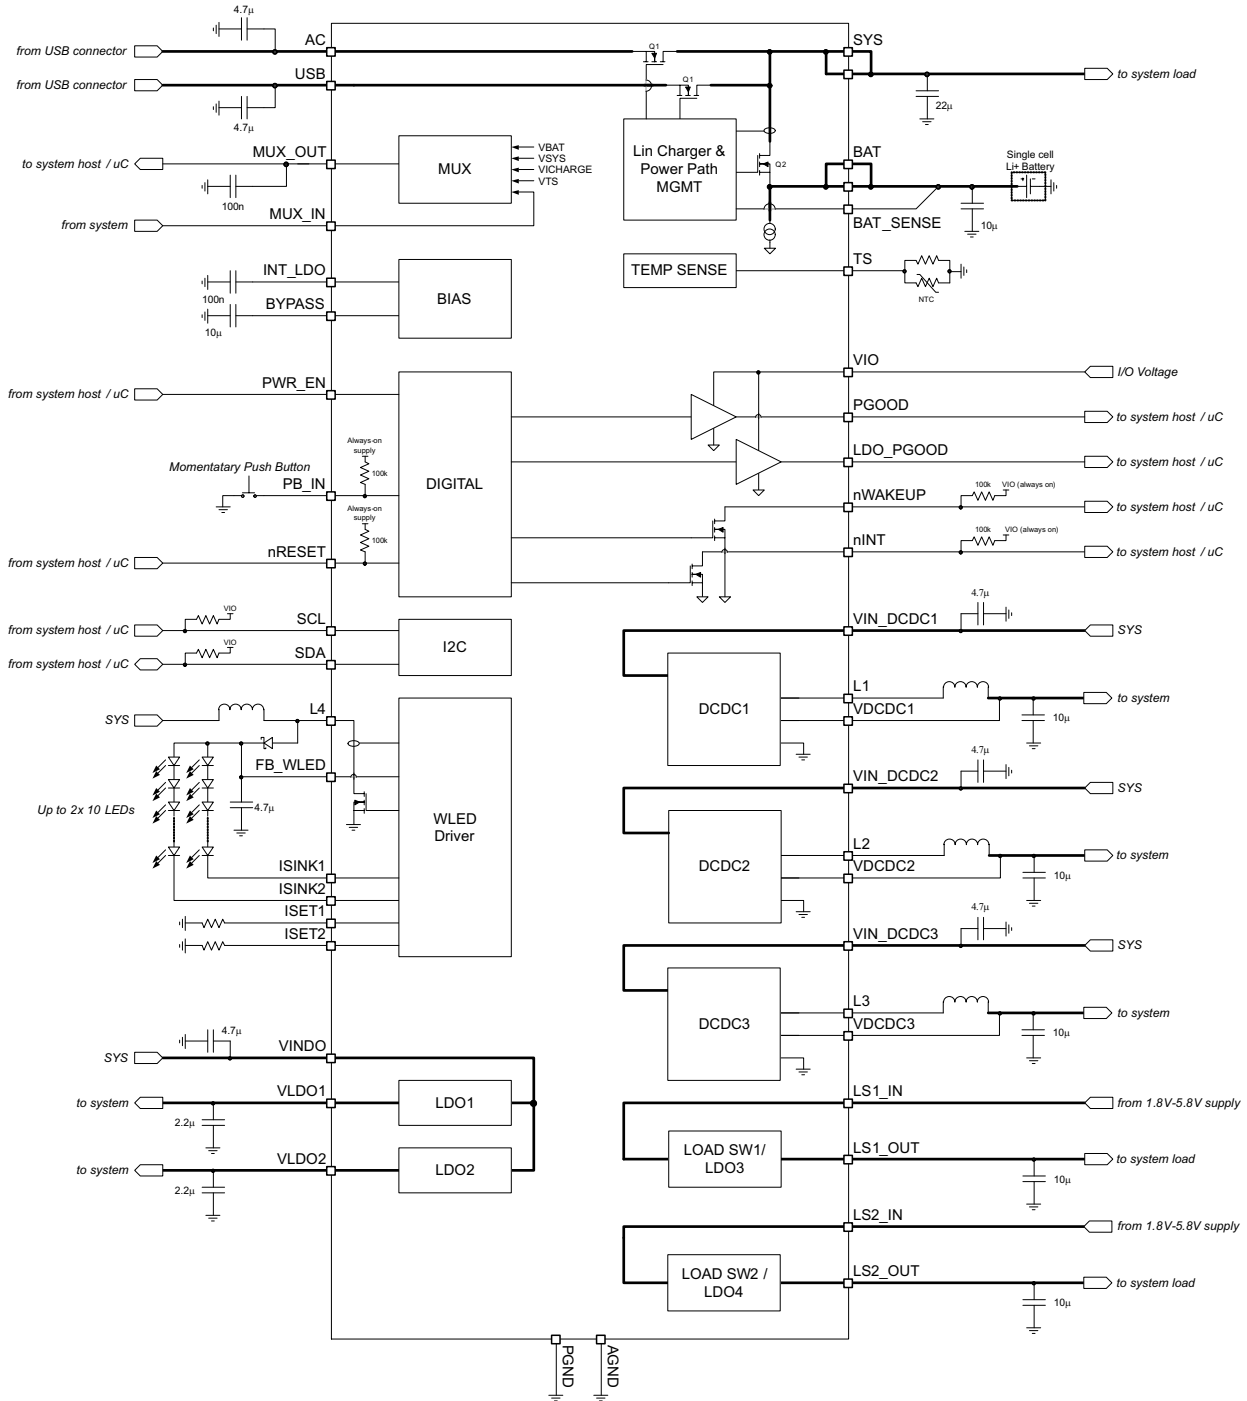 4.7μ
from USB connector
AC
Q1
SYS
from USB connector
USB
Q1
to system load
4.7μ
22μ
to system host / uC
MUX_OUT
MUX
VBAT
VSYS
VICHARGE
VTS
Lin Charger &
Power Path
MGMT
Q2
BAT
Single cell
Li+ Battery
100n
from system
MUX_IN
BAT_SENSE
10μ
INT_LDO
100n
BYPASS
10μ
BIAS
TEMP SENSE
TS
NTC
VIO
I/O Voltage
from system host / uC
PWR_EN
PGOOD
to system host / uC
LDO_PGOOD
to system host / uC
Always-on
supply
100k
Momentatary Push Button
PB_IN
DIGITAL
nWAKEUP
100k
VIO (always on)
to system host / uC
Always-on
supply
100k
from system host / uC
nRESET
nINT
100k
VIO (always on)
to system host / uC
VIO
from system host / uC
SCL
VIO
from system host / uC
SDA
I2C
4.7μ
VIN_DCDC1
SYS
DCDC1
L1
to system
VDCDC1
10μ
SYS
L4
FB_WLED
4.7μ
Up to 2x 10 LEDs
WLED
Driver
ISINK1
ISINK2
ISET1
ISET2
4.7μ
VIN_DCDC2
SYS
DCDC2
L2
to system
VDCDC2
10μ
4.7μ
VIN_DCDC3
SYS
DCDC3
L3
to system
VDCDC3
10μ
4.7μ
SYS
VINDO
to system
VLDO1
LDO1
2.2μ
to system
VLDO2
LDO2
2.2μ
LS1_IN
from 1.8V-5.8V supply
LOAD SW1/
LDO3
LS1_OUT
to system load
10μ
LS2_IN
from 1.8V-5.8V supply
LOAD SW2 /
LDO4
LS2_OUT
to system load
10μ
PGND
AGND